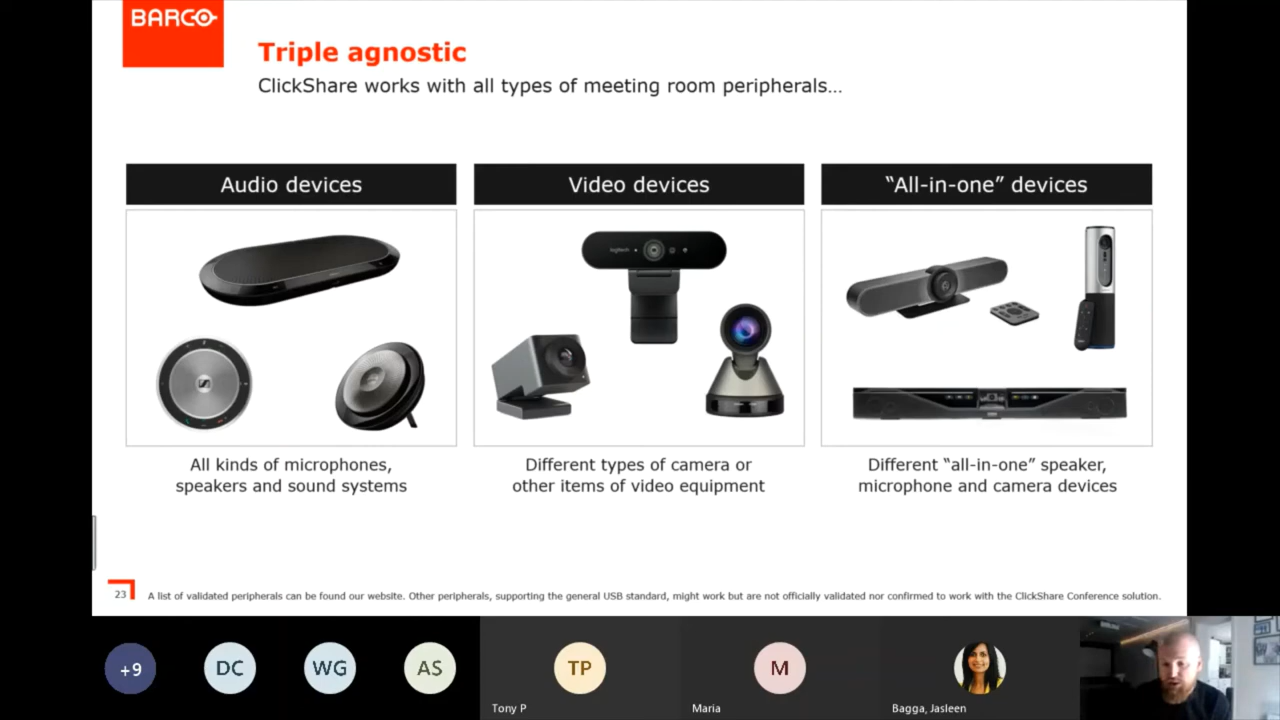 BARCO
Triple agnostic
ClickShare works with all types of meeting room peripherals…
Audio devices
Video devices
“All-in-one” devices
logitech
All kinds of microphones,
speakers and sound systems
Different types of camera or
other items of video equipment
Different “all-in-one” speaker,
microphone and camera devices
23
A list of validated peripherals can be found our website. Other peripherals, supporting the general USB standard, might work but are not officially validated nor confirmed to work with the ClickShare Conference solution.
+9
DC
WG
AS
TP
M
Tony P
Maria
Bagga, Jasleen